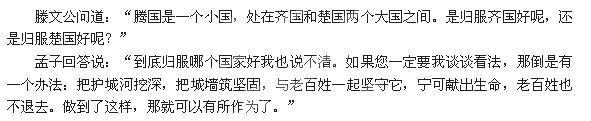 滕文公问道：“腾国是一个小国，处在齐国和楚国两个大国之间。是归服齐国好呢，还
是归服楚国好呢？”
孟子回答说：“到底归服哪个国家好我也说不清。如果您一定要我谈谈看法，那倒是有
一个办法：把护城河挖深，把城墙筑坚固，与老百姓一起坚守它，宁可献出生命，老百姓也
不退去。做到了这样，那就可以有所作为了。”